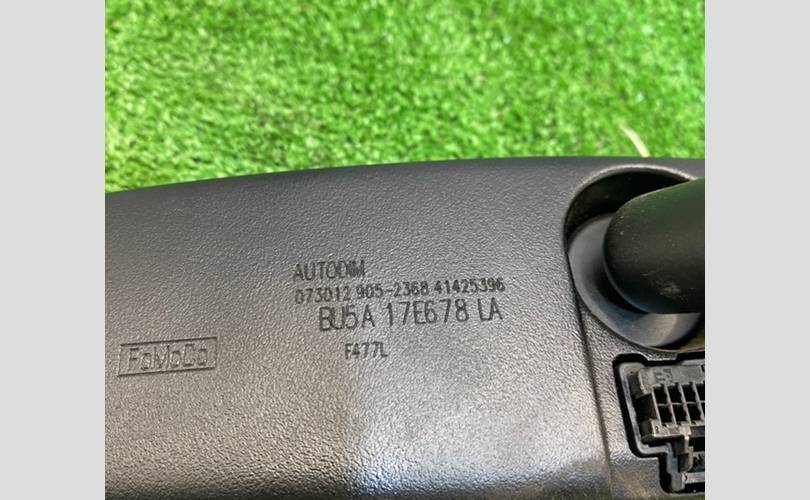 AUTODIM
073012 905-2368 41425396
BU5A 17E678 LA
F477L
FoMoCo